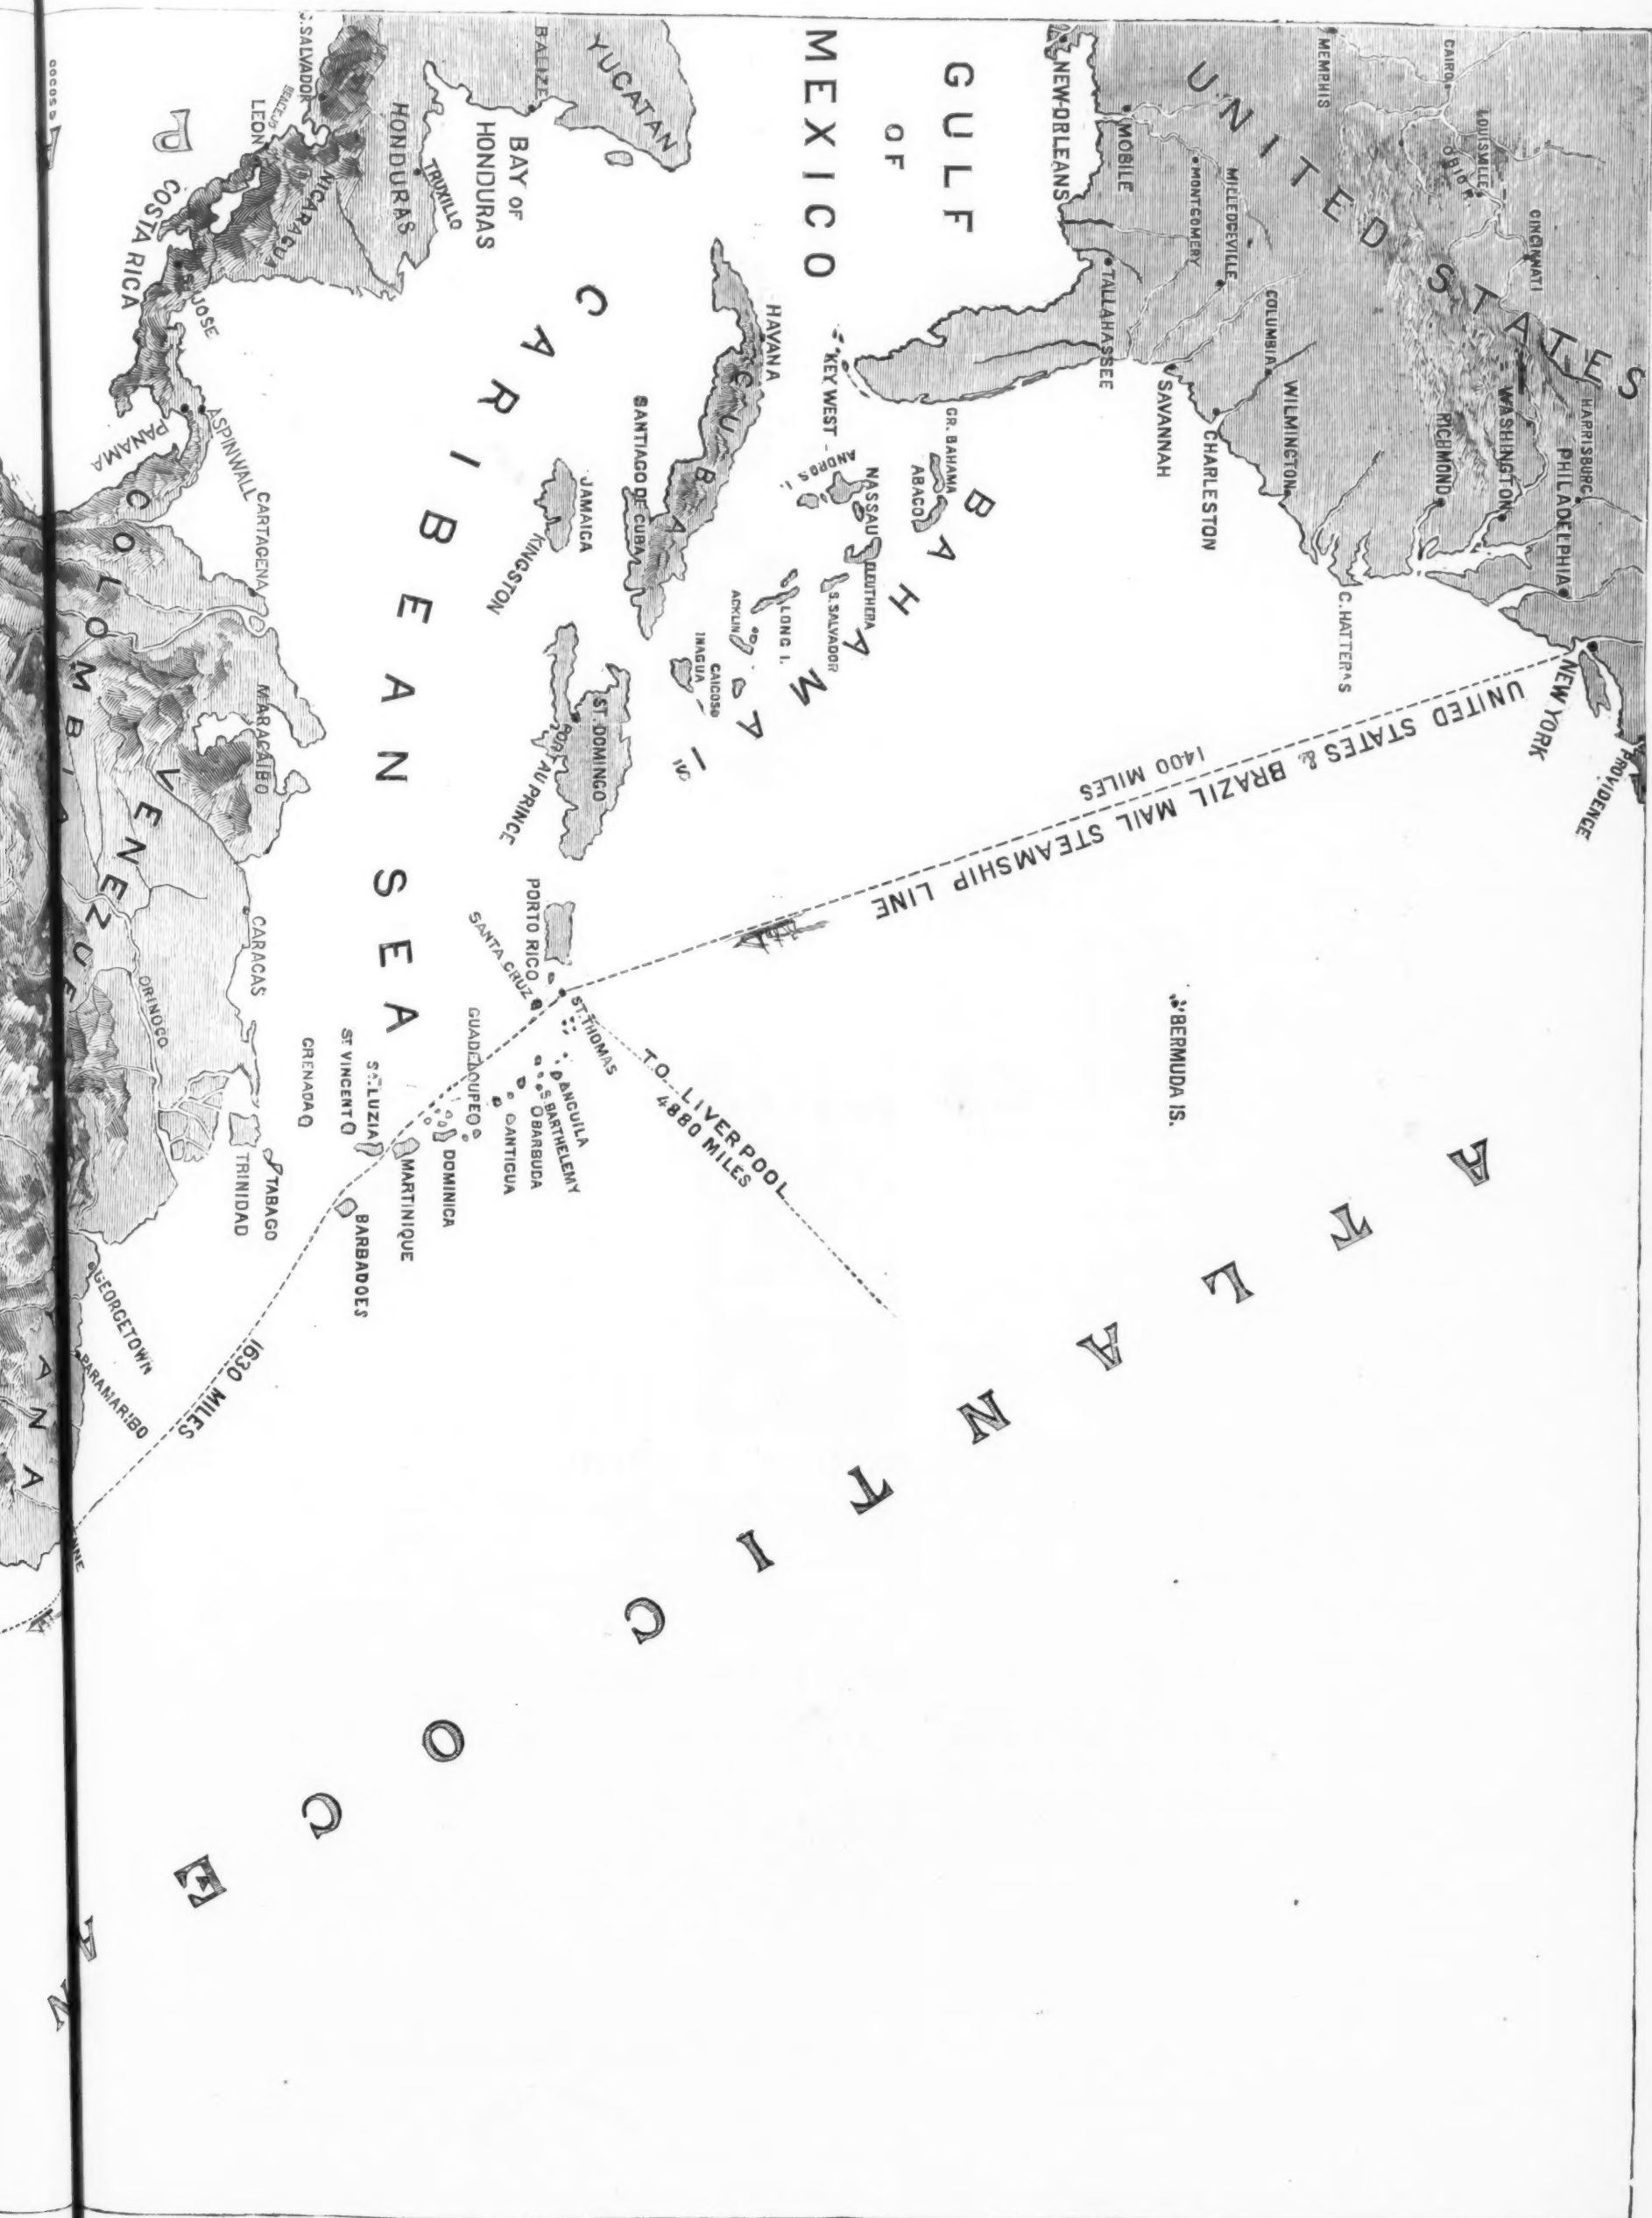 UNITED STATES
CAIRO
MEMPHIS
LOUISVILLE
OHIO R.
CINCINNATI
HARRISBURG
PHILADELPHIA
WASHINGTON
RICHMOND
NEW YORK
PROVIDENCE
C. HATTERAS
WILMINGTON
COLUMBIA
CHARLESTON
SAVANNAH
MILLEDGEVILLE
MONTGOMERY
MOBILE
TALLAHASSEE
NEW ORLEANS
GULF
OF
MEXICO
UNITED STATES & BRAZIL MAIL STEAMSHIP LINE
1400 MILES
BERMUDA IS.
ATLANTIC OCEAN
KEY WEST
BAHAMA I
GR. BAHAMA
ABACO
ANDROS I.
NASSAU
ELEUTHERA
S. SALVADOR
LONG I.
ACKLIN
INAGUA
CAICOSO
HAVANA
CUBA
SANTIAGO DE CUBA
YUCATAN
BALIZE
BAY OF
HONDURAS
TRUXILLO
HONDURAS
NICARAGUA
S. SALVADOR
LEON
COSTA RICA
S. JOSE
P
COCOS
CARIBEAN SEA
JAMAICA
KINGSTON
ST. DOMINGO
PORT AU PRINCE
PORTO RICO
SANTA CRUZ
ST. THOMAS
TO LIVERPOOL
4880 MILES
ANGUILA
S. BARTHELEMY
BARBUDA
ANTIGUA
GUADELOUPE
DOMINICA
MARTINIQUE
ST. LUZIA
ST VINCENT
BARBADOES
GRENADA
TABAGO
TRINIDAD
ASPINWALL
PANAMA
CARTAGENA
COLOMBIA
MARACAIBO
VENEZUE
CARACAS
ORINOCO
GEORGETOWN
PARAMARIBO
ANA
1630 MILES
NNE